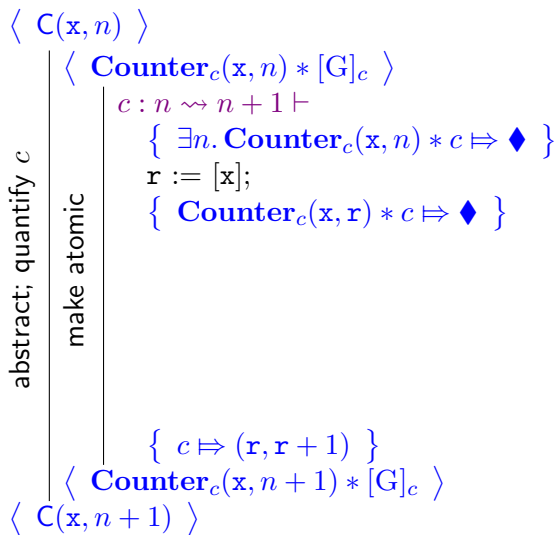 ⟨ C(x, n) ⟩
⟨ Counter_c(x, n) ∗ [G]_c ⟩
c : n ⇝ n + 1 ⊢
{ ∃n. Counter_c(x, n) ∗ c ⤇ ♦ }
r := [x];
{ Counter_c(x, r) ∗ c ⤇ ♦ }
abstract; quantify c
make atomic
{ c ⤇ (r, r + 1) }
⟨ Counter_c(x, n + 1) ∗ [G]_c ⟩
⟨ C(x, n + 1) ⟩